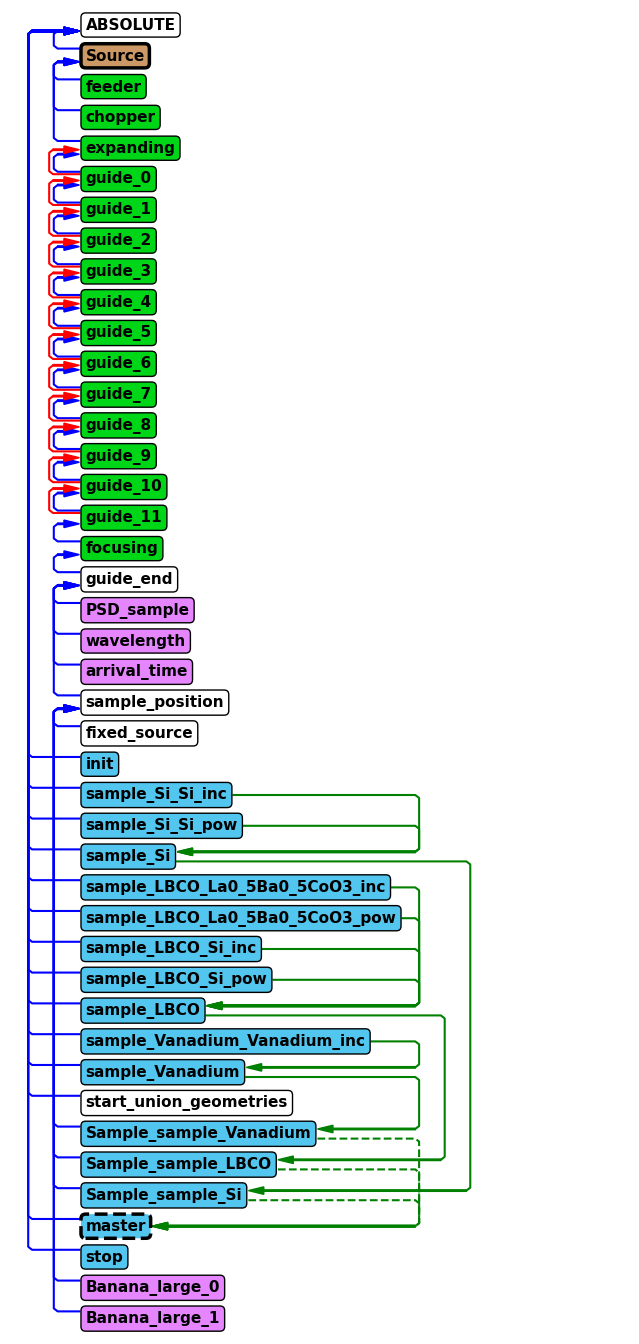 ABSOLUTE
Source
feeder
chopper
expanding
guide_0
guide_1
guide_2
guide_3
guide_4
guide_5
guide_6
guide_7
guide_8
guide_9
guide_10
guide_11
focusing
guide_end
PSD_sample
wavelength
arrival_time
sample_position
fixed_source
init
sample_Si_Si_inc
sample_Si_Si_pow
sample_Si
sample_LBCO_La0_5Ba0_5CoO3_inc
sample_LBCO_La0_5Ba0_5CoO3_pow
sample_LBCO_Si_inc
sample_LBCO_Si_pow
sample_LBCO
sample_Vanadium_Vanadium_inc
sample_Vanadium
start_union_geometries
Sample_sample_Vanadium
Sample_sample_LBCO
Sample_sample_Si
master
stop
Banana_large_0
Banana_large_1